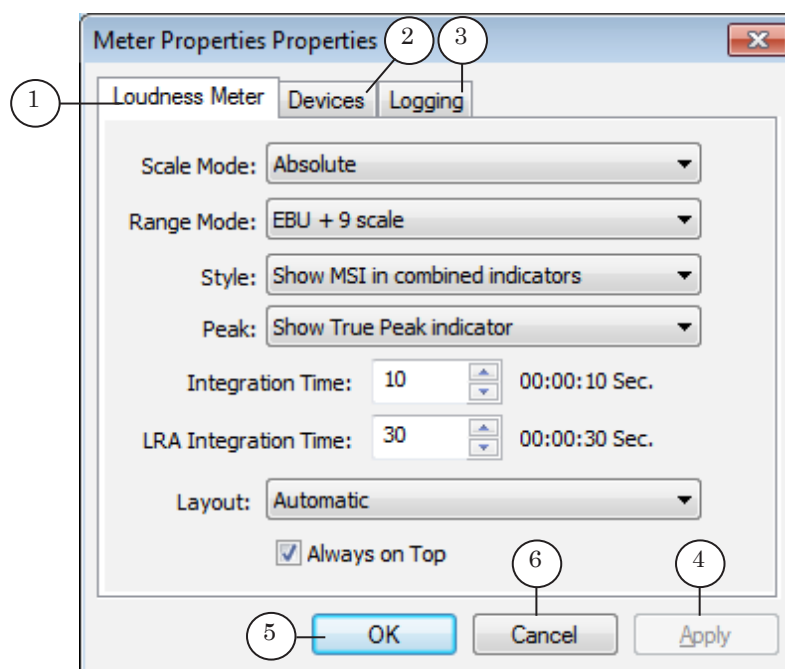 Meter Properties Properties 2 3
1 Loudness Meter Devices Logging
Scale Mode: Absolute
Range Mode: EBU + 9 scale
Style: Show MSI in combined indicators
Peak: Show True Peak indicator
Integration Time: 10 00:00:10 Sec.
LRA Integration Time: 30 00:00:30 Sec.
Layout: Automatic
Always on Top
6 4
5 OK Cancel Apply